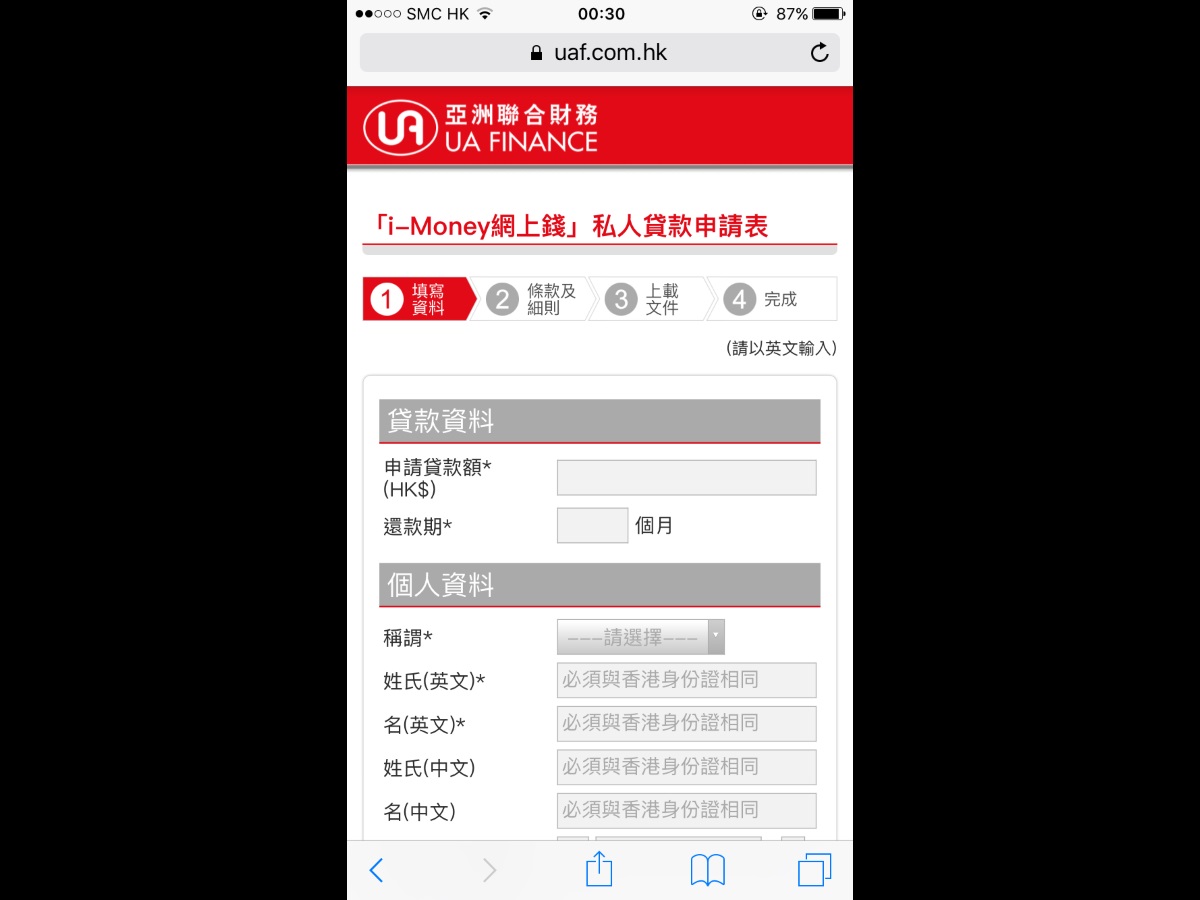 SMC HK 00:30 87%
uaf.com.hk
UA 亞洲聯合財務
UA FINANCE
「i-Money網上錢」私人貸款申請表
1 填寫資料 2 條款及細則 3 上載文件 4 完成
(請以英文輸入)
貸款資料
申請貸款額*
(HK$)
還款期* 個月
個人資料
稱謂* ---請選擇---
姓氏(英文)* 必須與香港身份證相同
名(英文)* 必須與香港身份證相同
姓氏(中文) 必須與香港身份證相同
名(中文) 必須與香港身份證相同